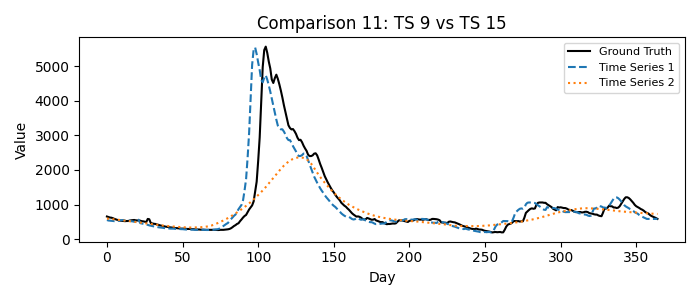 Comparison 11: TS 9 vs TS 15
Value
5000
4000
3000
2000
1000
0
Ground Truth
Time Series 1
Time Series 2
0 50 100 150 200 250 300 350
Day